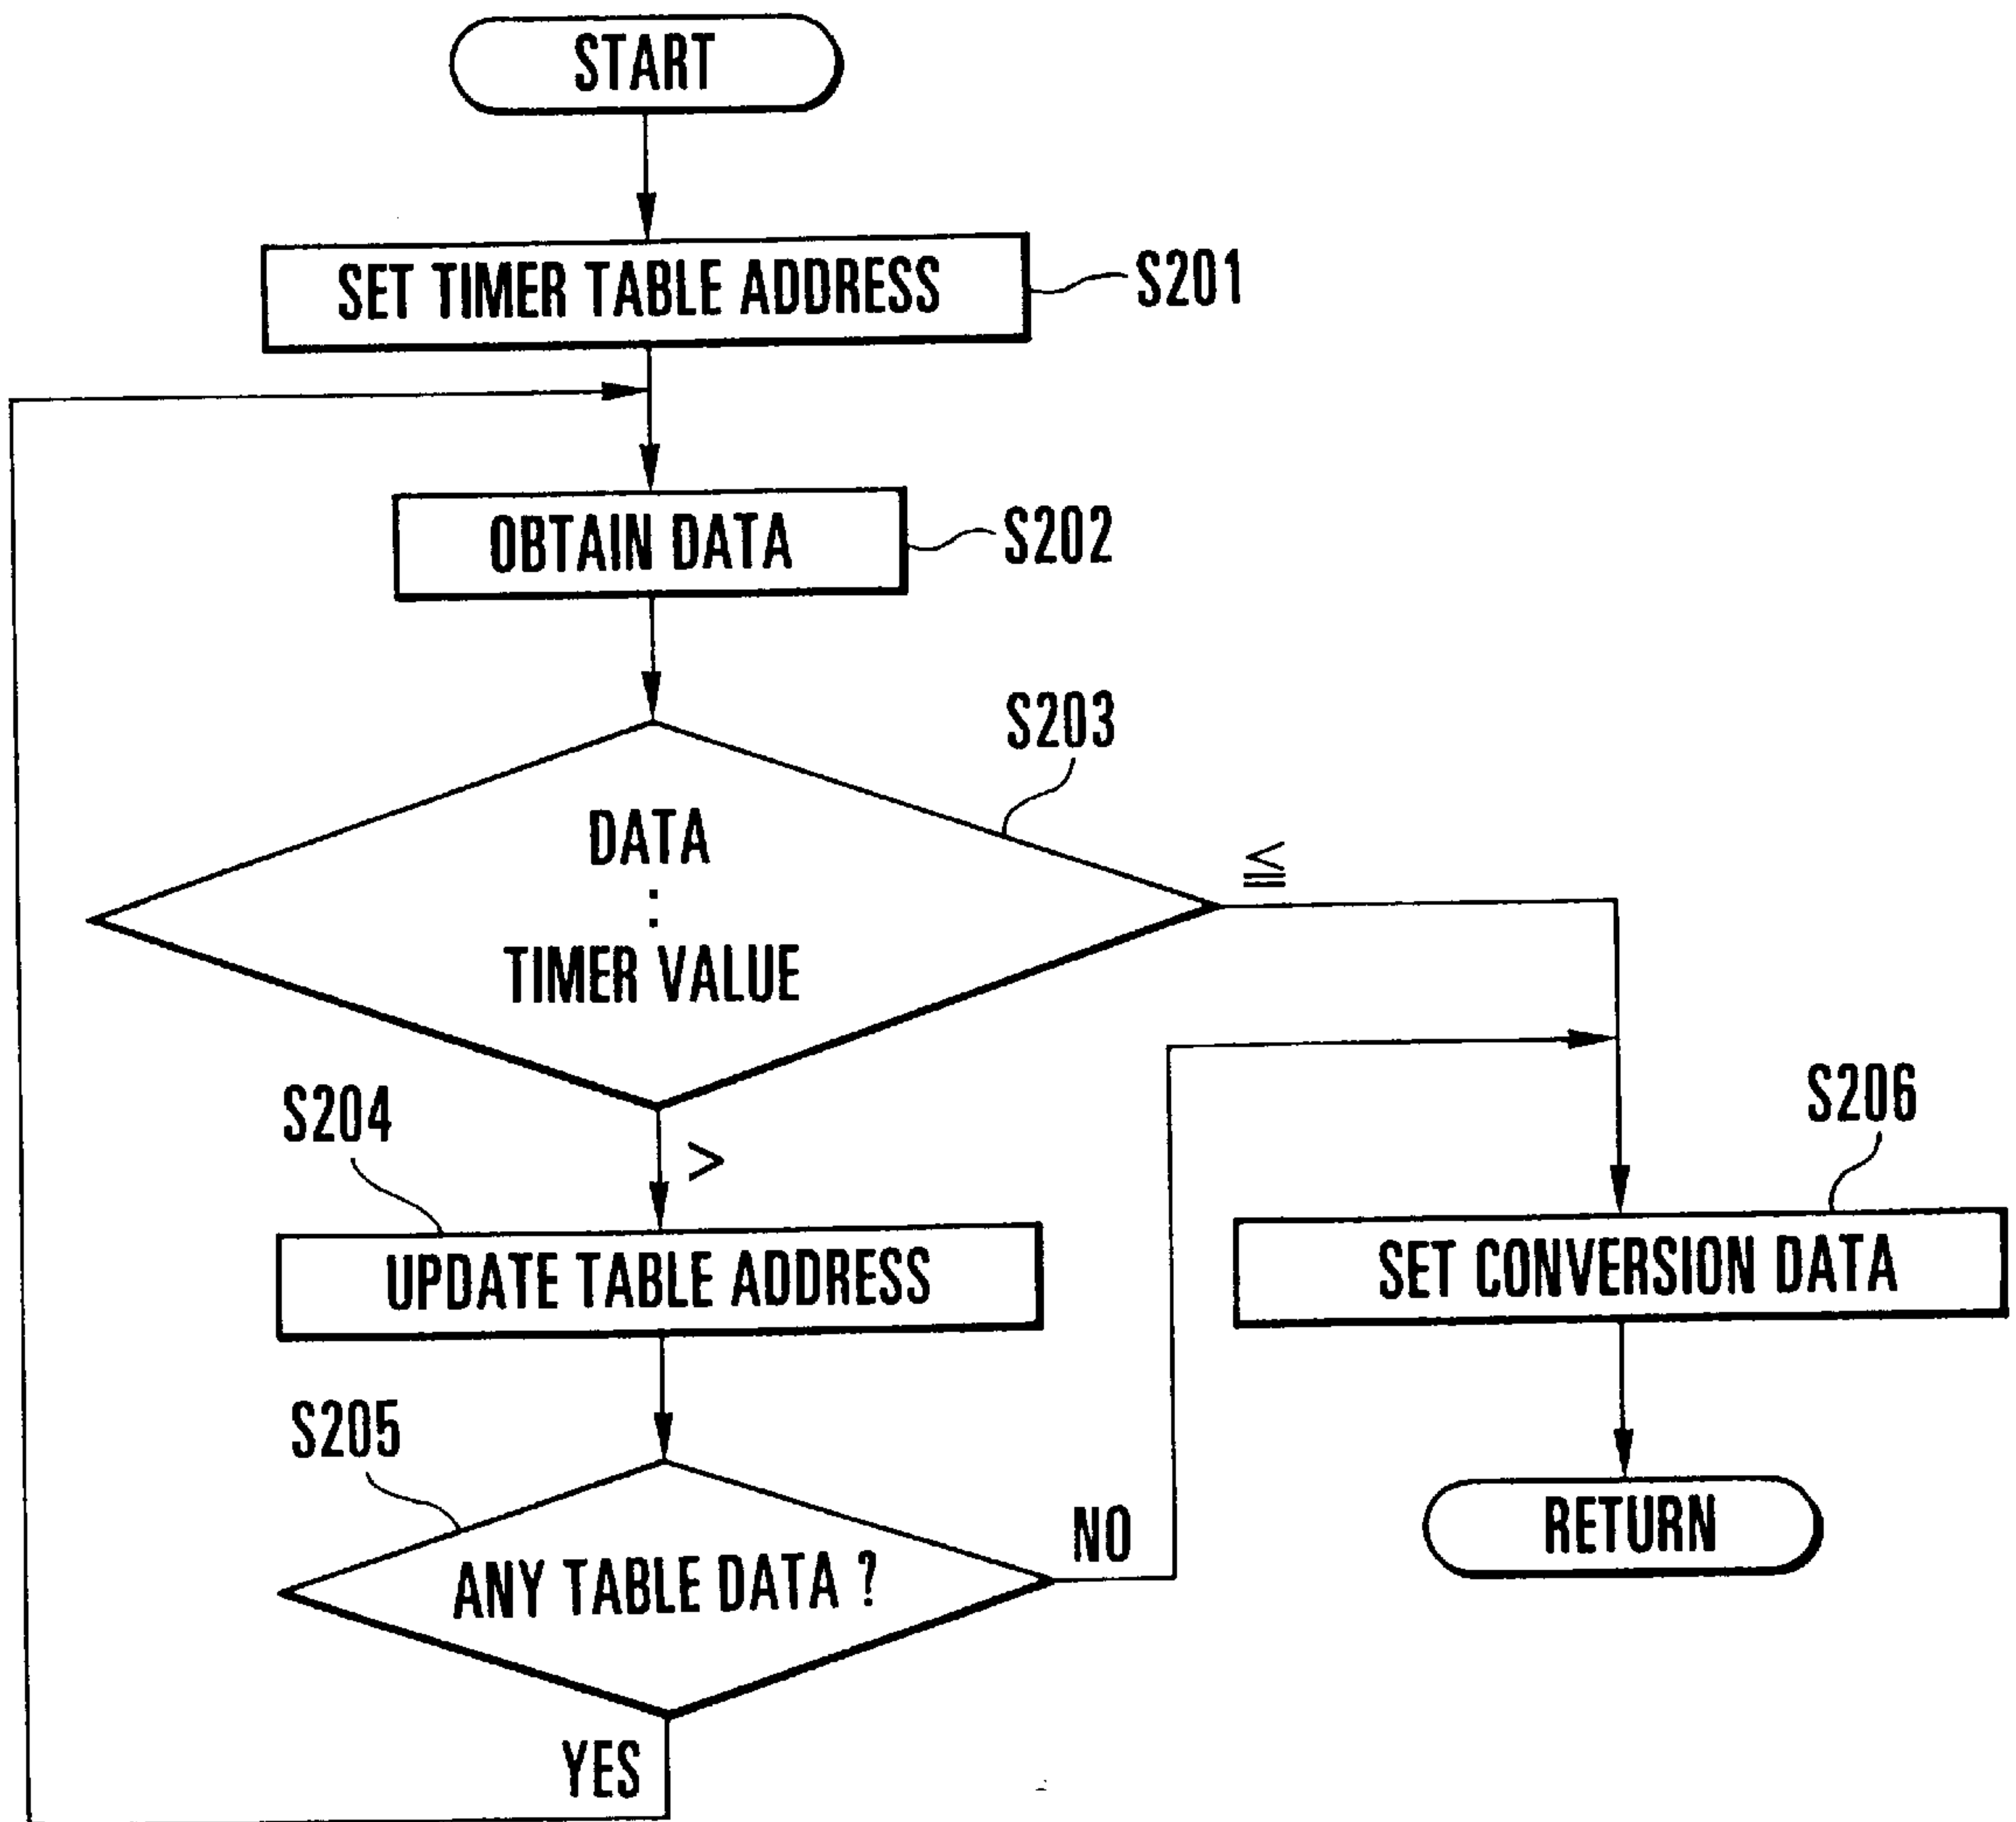 START
SET TIMER TABLE ADDRESS
S201
OBTAIN DATA
S202
S203
DATA
:
TIMER VALUE
≦
S204
>
S206
UPDATE TABLE ADDRESS
SET CONVERSION DATA
S205
NO
ANY TABLE DATA ?
RETURN
YES